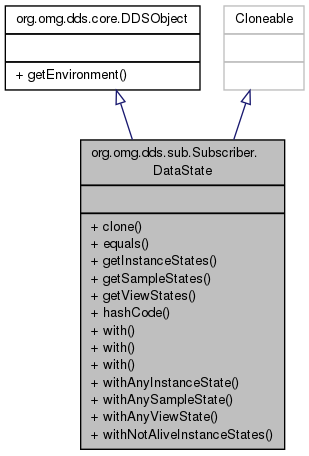 org.omg.dds.core.DDSObject
+ getEnvironment()
Cloneable
org.omg.dds.sub.Subscriber.
DataState
+ clone()
+ equals()
+ getInstanceStates()
+ getSampleStates()
+ getViewStates()
+ hashCode()
+ with()
+ with()
+ with()
+ withAnyInstanceState()
+ withAnySampleState()
+ withAnyViewState()
+ withNotAliveInstanceStates()